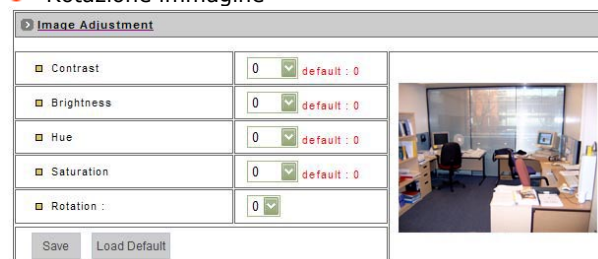 Rotazione immagine
Image Adjustment
Contrast 0 default : 0
Brightness 0 default : 0
Hue 0 default : 0
Saturation 0 default : 0
Rotation : 0
Save Load Default